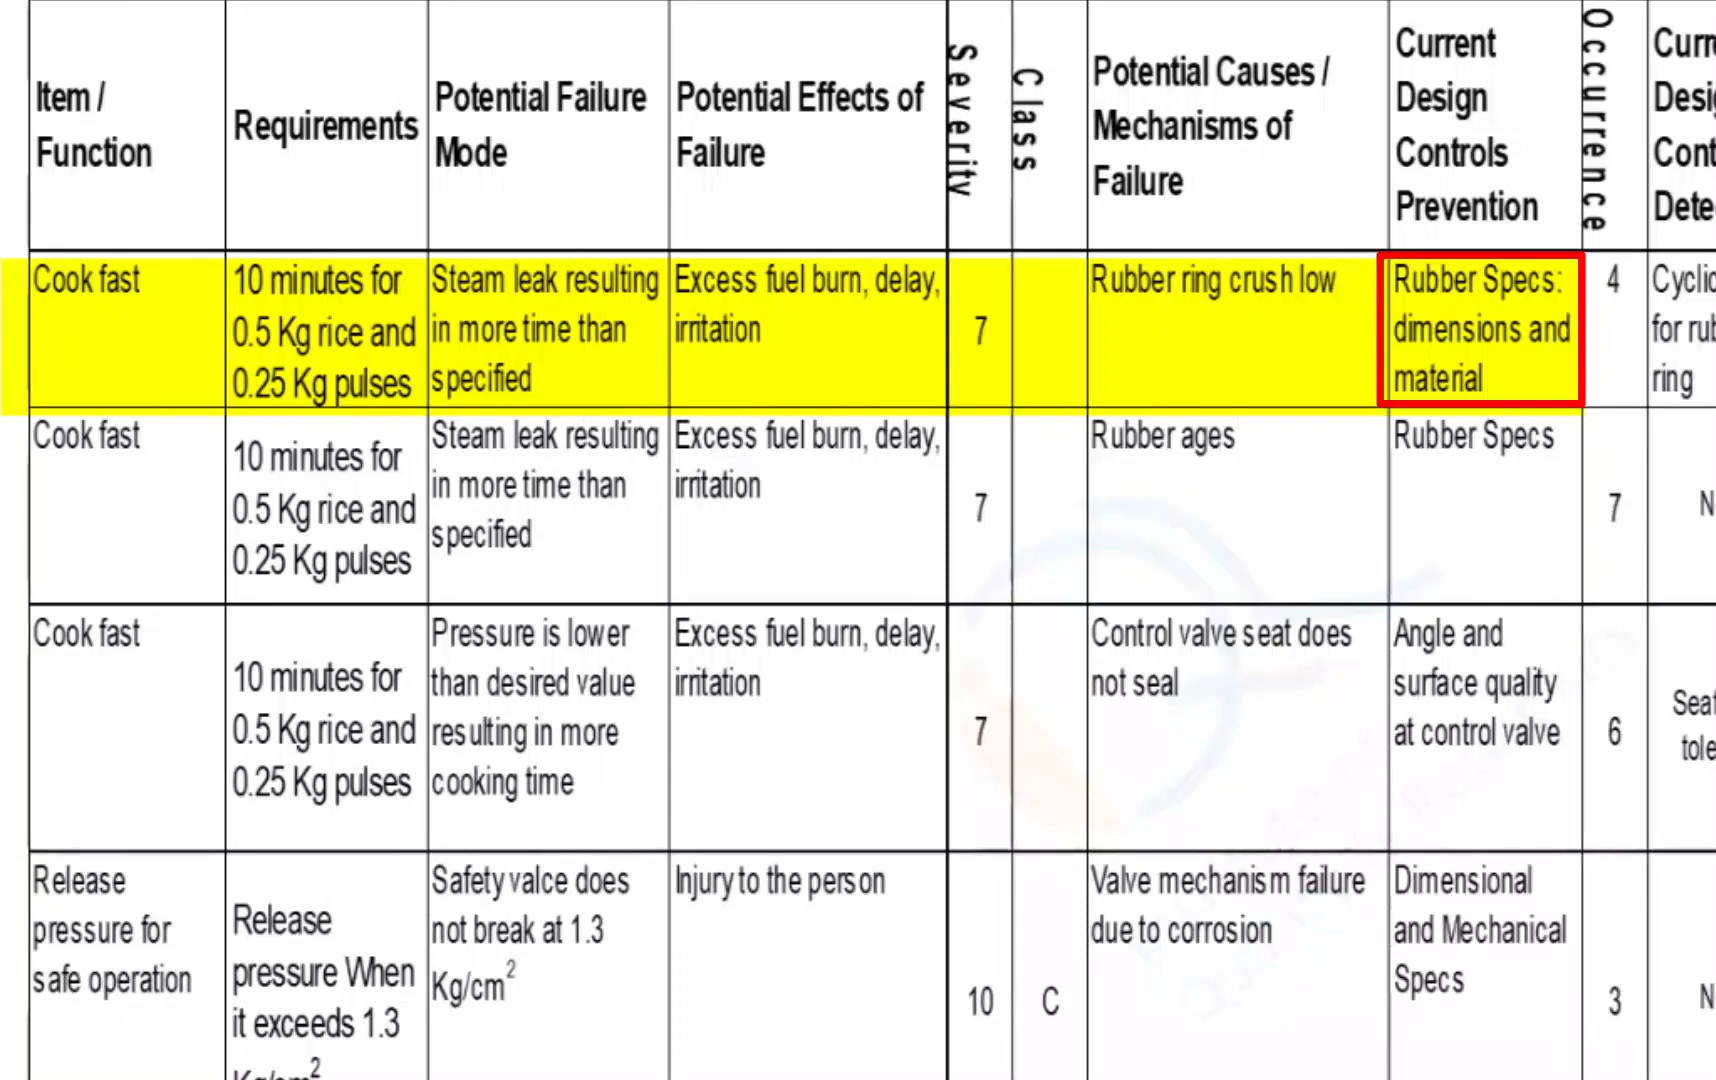 Item /
Function
Requirements
Potential Failure
Mode
Potential Effects of
Failure
Severity
Class
Potential Causes /
Mechanisms of
Failure
Current
Design
Controls
Prevention
Occurrence
Cook fast
10 minutes for
0.5 Kg rice and
0.25 Kg pulses
Steam leak resulting
in more time than
specified
Excess fuel burn, delay,
irritation
7
Rubber ring crush low
Rubber Specs:
dimensions and
material
4
ring
Cook fast
10 minutes for
0.5 Kg rice and
0.25 Kg pulses
Steam leak resulting
in more time than
specified
Excess fuel burn, delay,
irritation
7
Rubber ages
Rubber Specs
7
Cook fast
10 minutes for
0.5 Kg rice and
0.25 Kg pulses
Pressure is lower
than desired value
resulting in more
cooking time
Excess fuel burn, delay,
irritation
7
Control valve seat does
not seal
Angle and
surface quality
at control valve
6
Release
pressure for
safe operation
Release
pressure When
it exceeds 1.3
Kg/cm2
Safety valce does
not break at 1.3
Kg/cm2
Injury to the person
10
C
Valve mechanism failure
due to corrosion
Dimensional
and Mechanical
Specs
3